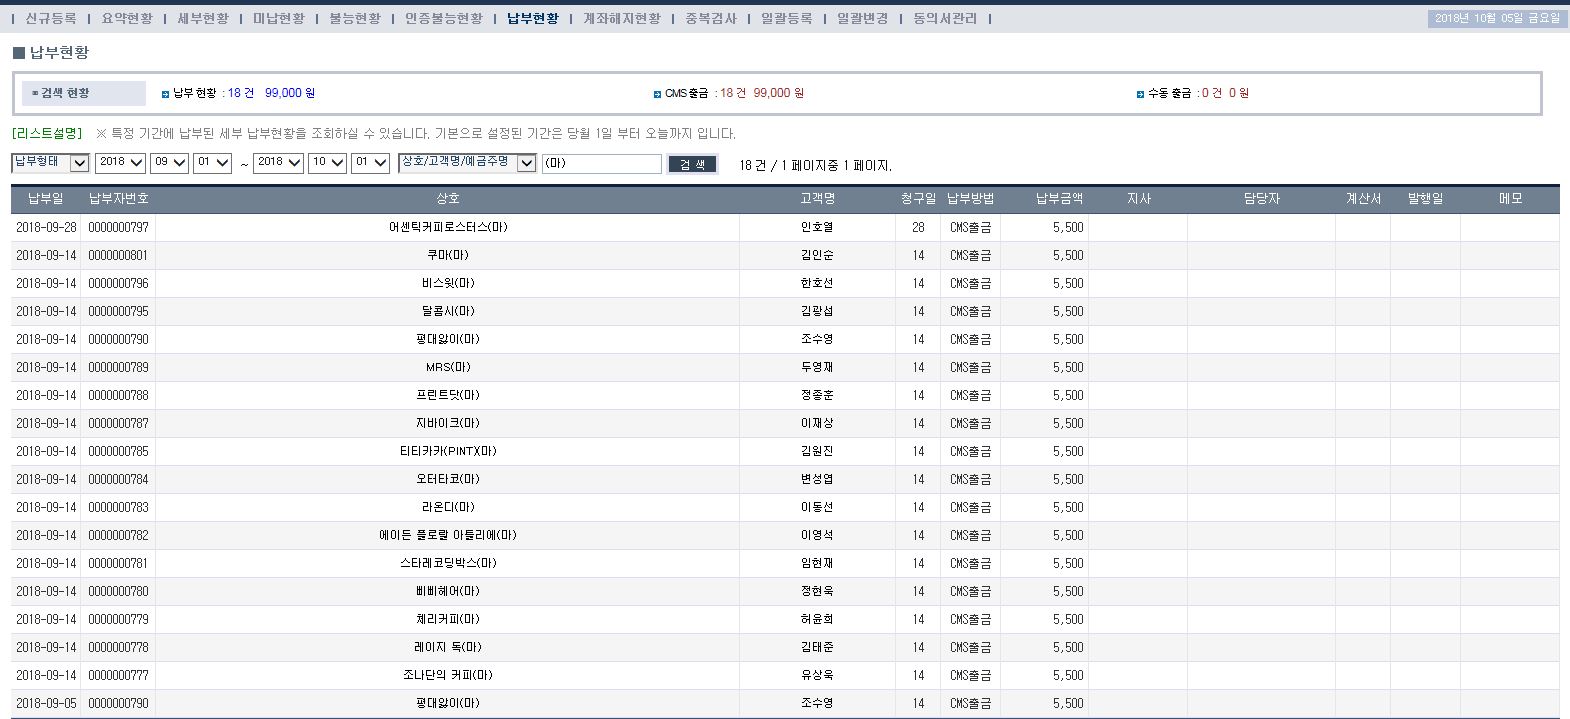 신규등록 | 요약현황 | 세부현황 | 미납현황 | 불능현황 | 인증불능현황 | 납부현황 | 계좌해지현황 | 중복검사 | 일괄등록 | 일괄변경 | 동의서관리 |
2018년 10월 05일 금요일
납부현황
검색 현황 납부 현황 : 18 건 99,000 원 CMS 출금 : 18 건 99,000 원 수동 출금 : 0 건 0 원
[리스트설명] ※ 특정 기간에 납부된 세부 납부현황을 조회하실 수 있습니다. 기본으로 설정된 기간은 당월 1일 부터 오늘까지 입니다.
납부형태 2018 09 01 ~ 2018 10 01 상호/고객명/예금주명 (마) 검 색 18 건 / 1 페이지중 1 페이지.
납부일 납부자번호 상호 고객명 청구일 납부방법 납부금액 지사 담당자 계산서 발행일 메모
2018-09-28 0000000797 어센틱커피로스터스(마) 인호열 28 CMS출금 5,500
2018-09-14 0000000801 쿠마(마) 김인순 14 CMS출금 5,500
2018-09-14 0000000796 비스윗(마) 한호선 14 CMS출금 5,500
2018-09-14 0000000795 달콤시(마) 김광섭 14 CMS출금 5,500
2018-09-14 0000000790 평대앓이(마) 조수영 14 CMS출금 5,500
2018-09-14 0000000789 MRS(마) 두영재 14 CMS출금 5,500
2018-09-14 0000000788 프린트닷(마) 정종훈 14 CMS출금 5,500
2018-09-14 0000000787 지바이크(마) 이재상 14 CMS출금 5,500
2018-09-14 0000000785 티티카카(PINT)(마) 김원진 14 CMS출금 5,500
2018-09-14 0000000784 오터타코(마) 변성엽 14 CMS출금 5,500
2018-09-14 0000000783 라온디(마) 이동선 14 CMS출금 5,500
2018-09-14 0000000782 에이든 플로랄 아뜰리에(마) 이영석 14 CMS출금 5,500
2018-09-14 0000000781 스타레코딩박스(마) 임현재 14 CMS출금 5,500
2018-09-14 0000000780 삐삐헤어(마) 정현욱 14 CMS출금 5,500
2018-09-14 0000000779 체리커피(마) 허윤희 14 CMS출금 5,500
2018-09-14 0000000778 레이지 독(마) 김태준 14 CMS출금 5,500
2018-09-14 0000000777 조나단의 커피(마) 유상욱 14 CMS출금 5,500
2018-09-05 0000000790 평대앓이(마) 조수영 14 CMS출금 5,500